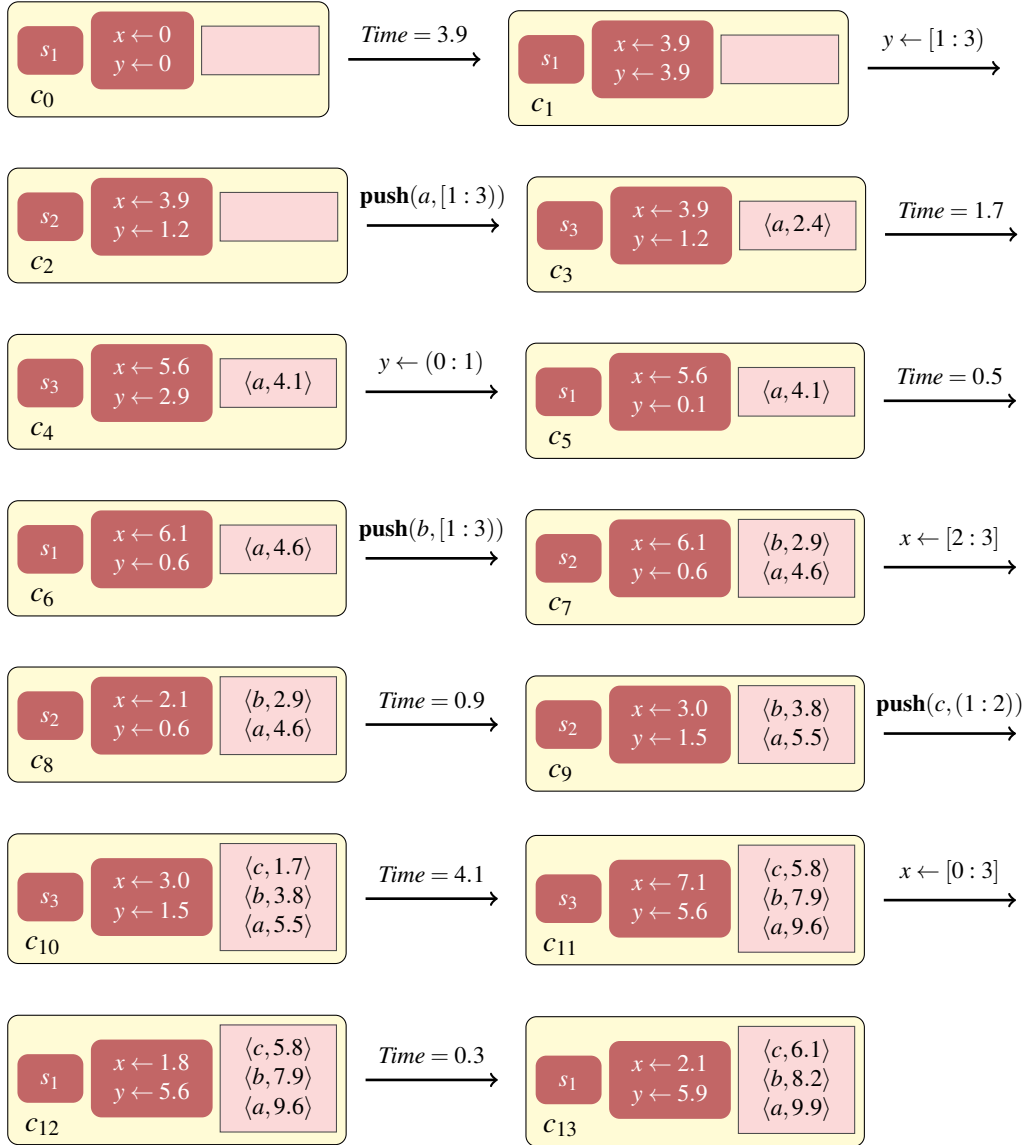 s₁ x ← 0 Time = 3.9 s₁ x ← 3.9 y ← [1 : 3)
y ← 0 y ← 3.9
c₀ c₁
s₂ x ← 3.9 push(a, [1 : 3)) s₃ x ← 3.9 ⟨a, 2.4⟩ Time = 1.7
y ← 1.2 y ← 1.2
c₂ c₃
s₃ x ← 5.6 ⟨a, 4.1⟩ y ← (0 : 1) s₁ x ← 5.6 ⟨a, 4.1⟩ Time = 0.5
y ← 2.9 y ← 0.1
c₄ c₅
s₁ x ← 6.1 ⟨a, 4.6⟩ push(b, [1 : 3)) s₂ x ← 6.1 ⟨b, 2.9⟩ x ← [2 : 3]
y ← 0.6 y ← 0.6 ⟨a, 4.6⟩
c₆ c₇
s₂ x ← 2.1 ⟨b, 2.9⟩ Time = 0.9 s₂ x ← 3.0 ⟨b, 3.8⟩ push(c, (1 : 2))
y ← 0.6 ⟨a, 4.6⟩ y ← 1.5 ⟨a, 5.5⟩
c₈ c₉
⟨c, 1.7⟩ Time = 4.1 ⟨c, 5.8⟩ x ← [0 : 3]
s₃ x ← 3.0 ⟨b, 3.8⟩ s₃ x ← 7.1 ⟨b, 7.9⟩
y ← 1.5 ⟨a, 5.5⟩ y ← 5.6 ⟨a, 9.6⟩
c₁₀ c₁₁
⟨c, 5.8⟩ Time = 0.3 ⟨c, 6.1⟩
s₁ x ← 1.8 ⟨b, 7.9⟩ s₁ x ← 2.1 ⟨b, 8.2⟩
y ← 5.6 ⟨a, 9.6⟩ y ← 5.9 ⟨a, 9.9⟩
c₁₂ c₁₃